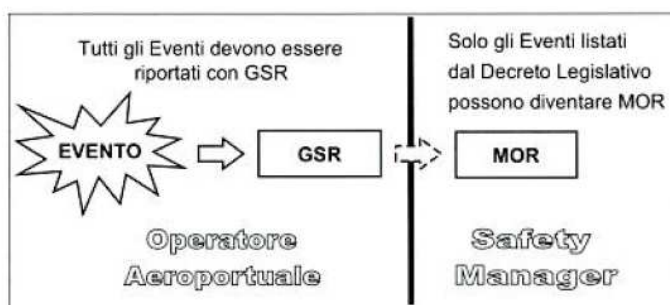 Tutti gli Eventi devono essere
riportati con GSR
EVENTO
GSR
Operatore
Aeroportuale
Solo gli Eventi listati
dal Decreto Legislativo
possono diventare MOR
MOR
Safety
Manager